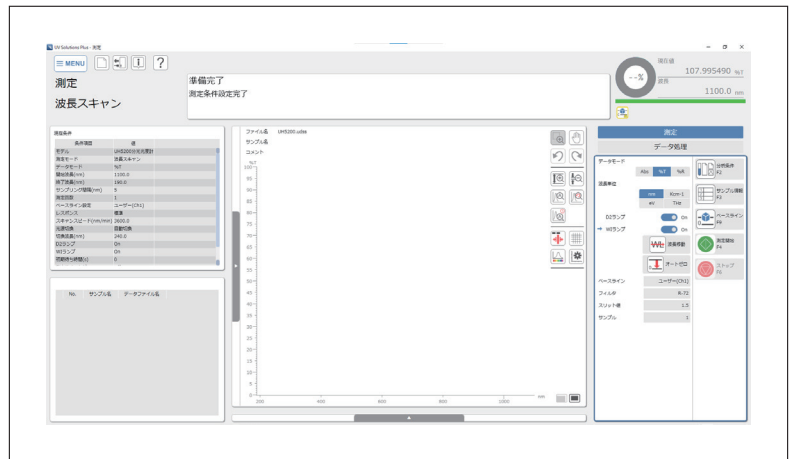 UV Solutions Plus - 測定
MENU
測定
波長スキャン
準備完了
測定条件設定完了
--%
現在値
107.995490 %T
波長
1100.0 nm
測定条件
条件項目 値
モデル UH5200分光光度計
測定モード 波長スキャン
データモード %T
開始波長(nm) 1100.0
終了波長(nm) 190.0
サンプリング間隔(nm) 5
測定回数 1
ベースライン設定 ユーザー(Ch1)
レスポンス 標準
スキャンスピード(nm/min) 2600.0
光源切換 自動切換
切換波長(nm) 340.0
D2ランプ On
WIランプ On
初期待ち時間(s) 0
No. サンプル名 データファイル名
ファイル名 UH5200.udsx
サンプル名
コメント
%T
100
95
90
85
80
75
70
65
60
55
50
45
40
35
30
25
20
15
10
5
0
200 400 600 800 1000 nm
測定
データ処理
データモード
Abs %T %R
波長単位
nm Kcm-1
eV THz
D2ランプ On
WIランプ On
波長移動
オートゼロ
ベースライン ユーザー(Ch1)
フィルタ R-72
スリット値 1.5
サンプル 1
分析条件
F2
サンプル情報
F3
ベースライン
F8
測定開始
F4
ストップ